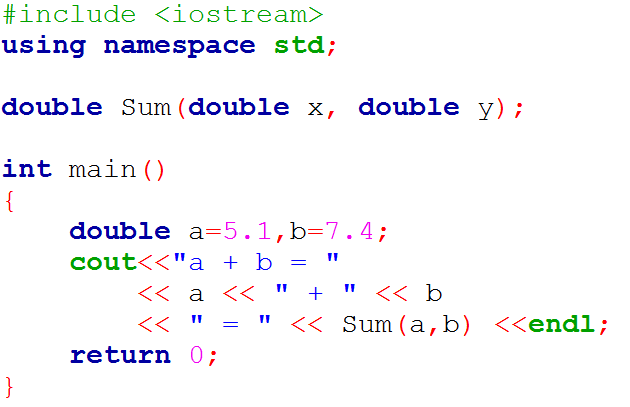 #include <iostream>
using namespace std;
double Sum(double x, double y);
int main()
{
double a=5.1,b=7.4;
cout<<"a + b = "
<< a << " + " << b
<< " = " << Sum(a,b) <<endl;
return 0;
}